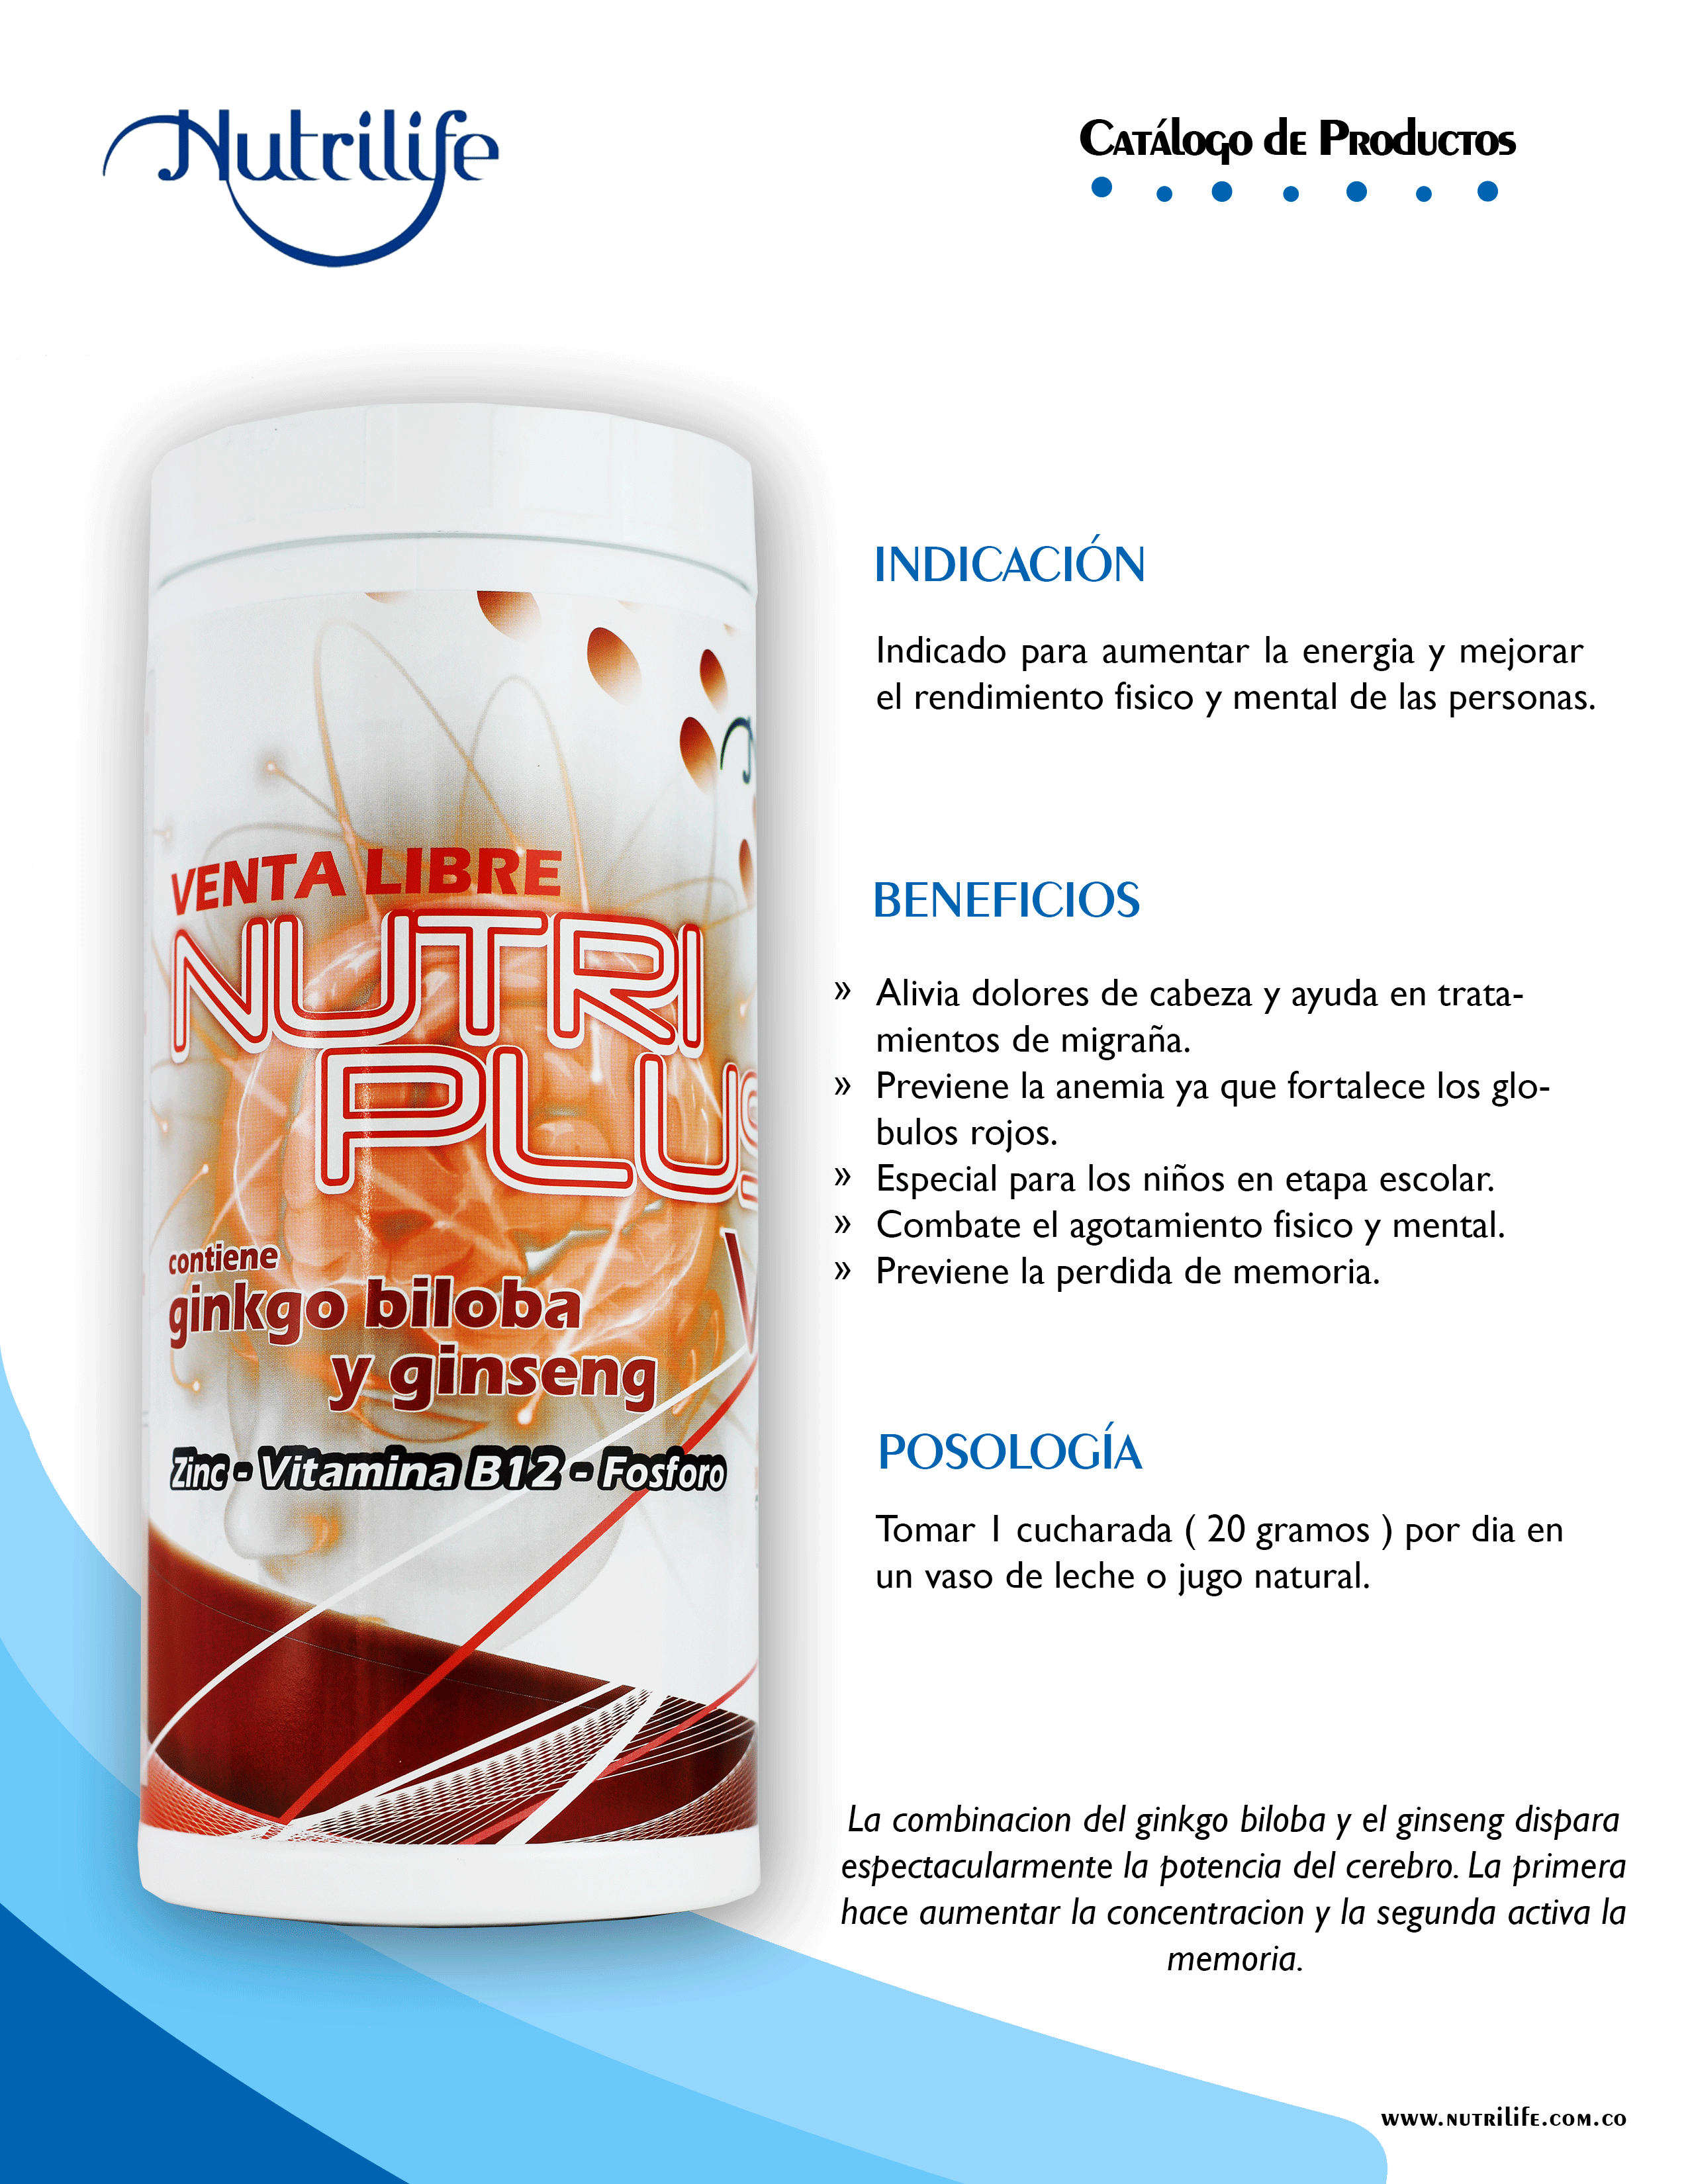 Nutrilife
Catálogo de Productos
VENTA LIBRE
NUTRI
PLUS
contiene
ginkgo biloba
y ginseng
Zinc - Vitamina B12 - Fosforo
INDICACIÓN
Indicado para aumentar la energia y mejorar
el rendimiento fisico y mental de las personas.
BENEFICIOS
» Alivia dolores de cabeza y ayuda en trata-
mientos de migraña.
» Previene la anemia ya que fortalece los glo-
bulos rojos.
» Especial para los niños en etapa escolar.
» Combate el agotamiento fisico y mental.
» Previene la perdida de memoria.
POSOLOGÍA
Tomar 1 cucharada ( 20 gramos ) por dia en
un vaso de leche o jugo natural.
La combinacion del ginkgo biloba y el ginseng dispara
espectacularmente la potencia del cerebro. La primera
hace aumentar la concentracion y la segunda activa la
memoria.
www.nutrilife.com.co